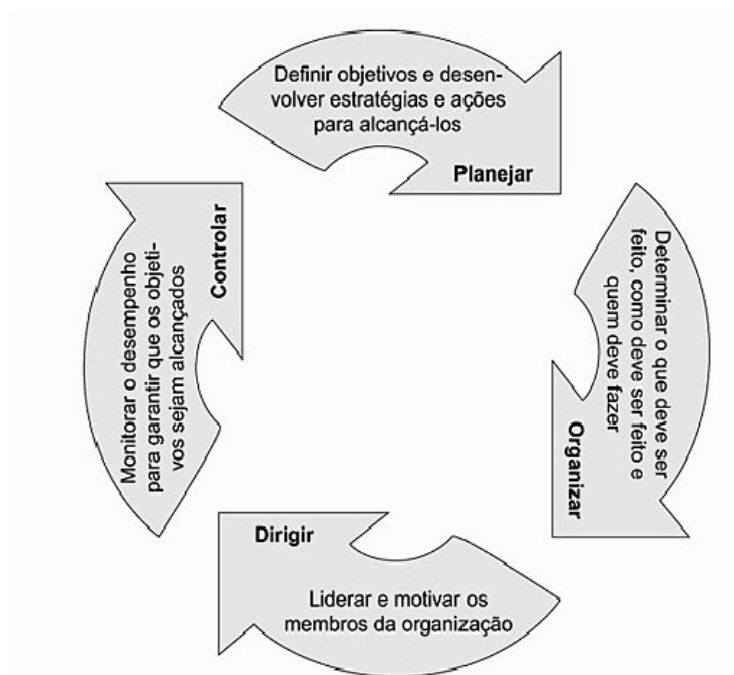 Definir objetivos e desen-
volver estratégias e ações
para alcançá-los
Planejar
Determinar o que deve ser
feito, como deve ser feito e
quem deve fazer
Organizar
Dirigir
Liderar e motivar os
membros da organização
Monitorar o desempenho
para garantir que os objeti-
vos sejam alcançados
Controlar